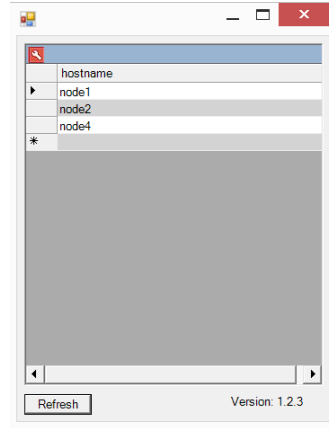 hostname
node1
node2
node4
Refresh
Version: 1.2.3